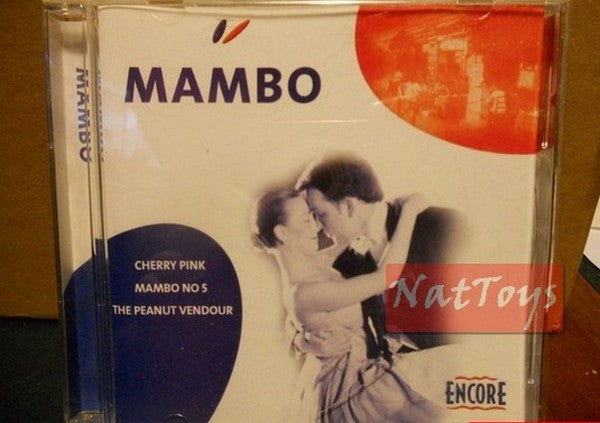 MAMBO
MAMBO
CHERRY PINK
MAMBO NO 5
THE PEANUT VENDOUR
NatToys
ENCORE